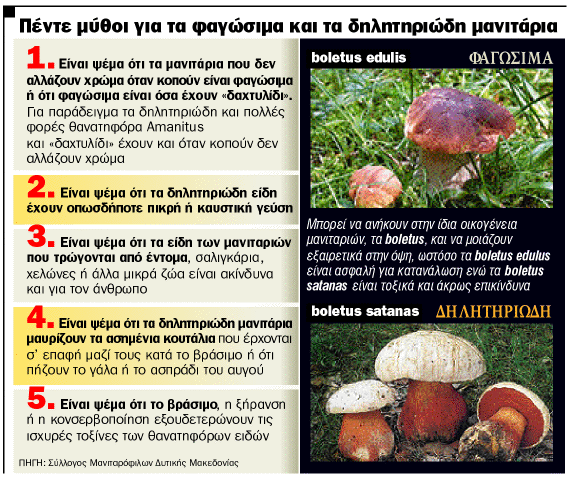 Πέντε μύθοι για τα φαγώσιμα και τα δηλητηριώδη μανιτάρια
1. Είναι ψέμα ότι τα μανιτάρια που δεν
αλλάζουν χρώμα όταν κοπούν είναι φαγώσιμα
ή ότι φαγώσιμα είναι όσα έχουν «δαχτυλίδι».
Για παράδειγμα τα δηλητηριώδη και πολλές
φορές θανατηφόρα Amanitus
και «δαχτυλίδι» έχουν και όταν κοπούν δεν
αλλάζουν χρώμα
2. Είναι ψέμα ότι τα δηλητηριώδη είδη
έχουν οπωσδήποτε πικρή ή καυστική γεύση
3. Είναι ψέμα ότι τα είδη των μανιταριών
που τρώγονται από έντομα, σαλιγκάρια,
χελώνες ή άλλα μικρά ζώα είναι ακίνδυνα
και για τον άνθρωπο
4. Είναι ψέμα ότι τα δηλητηριώδη μανιτάρια
μαυρίζουν τα ασημένια κουτάλια που έρχονται
σ' επαφή μαζί τους κατά το βράσιμο ή ότι
πήζουν το γάλα ή το ασπράδι του αυγού
5. Είναι ψέμα ότι το βράσιμο, η ξήρανση
ή η κονσερβοποίηση εξουδετερώνουν τις
ισχυρές τοξίνες των θανατηφόρων ειδών
ΠΗΓΗ: Σύλλογος Μανιταρόφιλων Δυτικής Μακεδονίας
boletus edulis ΦΑΓΩΣΙΜΑ
Μπορεί να ανήκουν στην ίδια οικογένεια
μανιταριών, τα boletus, και να μοιάζουν
εξαιρετικά στην όψη, ωστόσο τα boletus edulus
είναι ασφαλή για κατανάλωση ενώ τα boletus
satanas είναι τοξικά και άκρως επικίνδυνα
boletus satanas ΔΗΛΗΤΗΡΙΩΔΗ